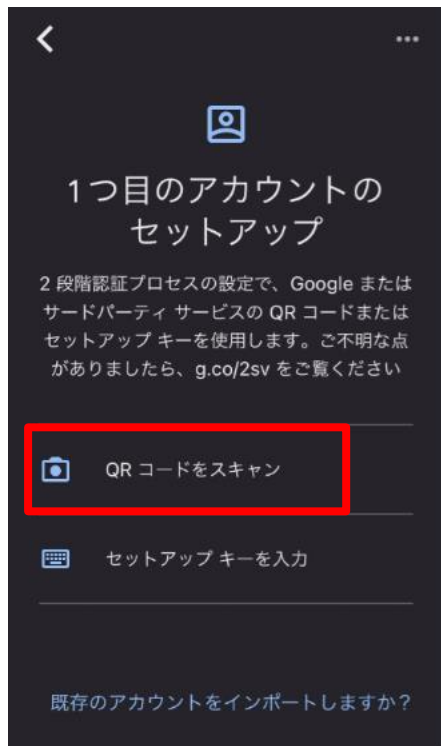 1つ目のアカウントの
セットアップ
2 段階認証プロセスの設定で、Google または
サードパーティ サービスの QR コードまたは
セットアップ キーを使用します。ご不明な点
がありましたら、g.co/2sv をご覧ください
QR コードをスキャン
セットアップ キーを入力
既存のアカウントをインポートしますか？